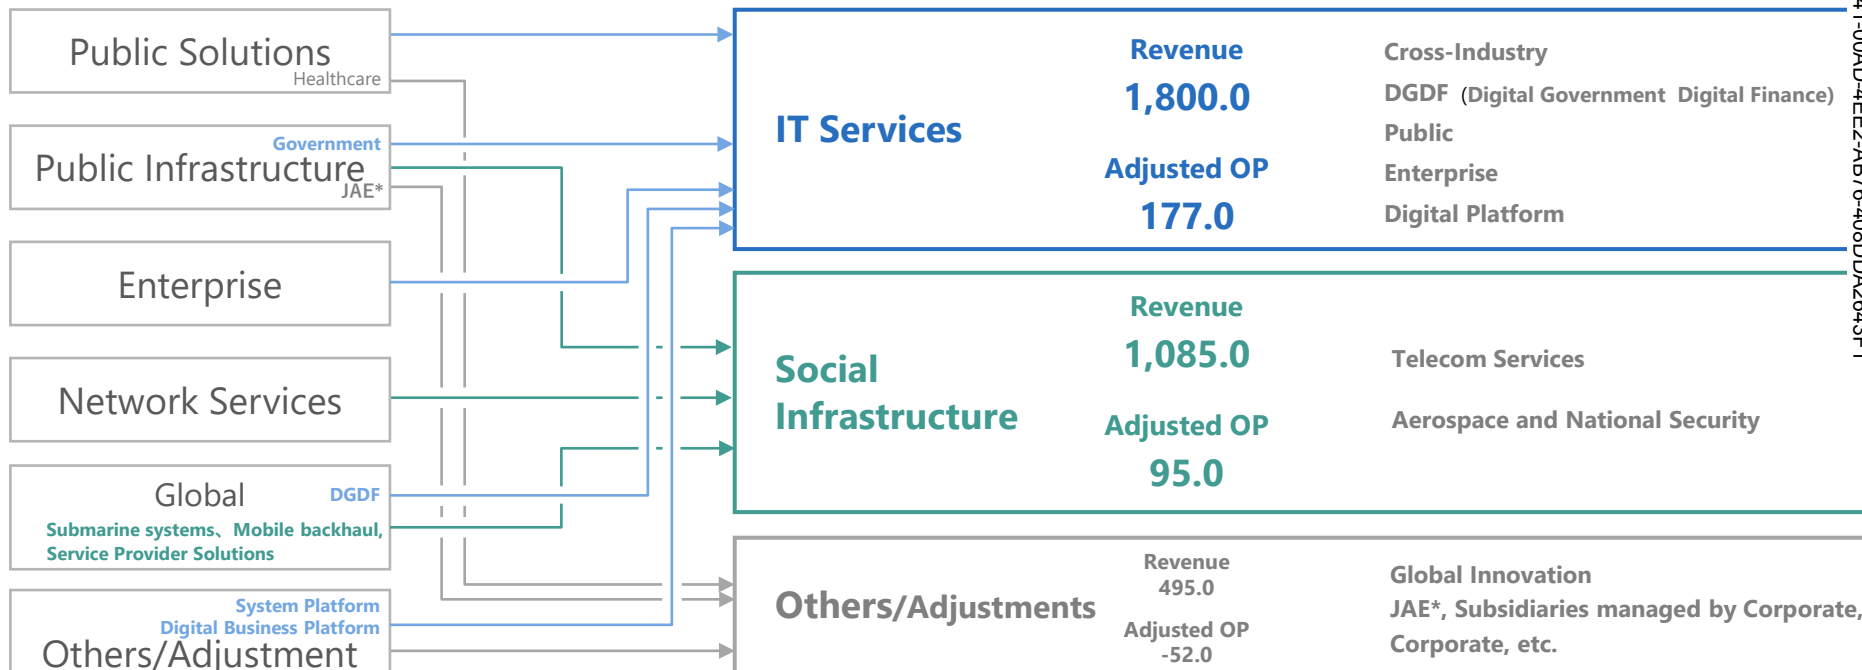 Public Solutions
Healthcare
Government
Public Infrastructure
JAE*
Enterprise
Network Services
Global
DGDF
Submarine systems、Mobile backhaul,
Service Provider Solutions
System Platform
Digital Business Platform
Others/Adjustment
IT Services
Revenue
1,800.0
Adjusted OP
177.0
Cross-Industry
DGDF (Digital Government Digital Finance)
Public
Enterprise
Digital Platform
Social
Infrastructure
Revenue
1,085.0
Adjusted OP
95.0
Telecom Services
Aerospace and National Security
Others/Adjustments
Revenue
495.0
Adjusted OP
-52.0
Global Innovation
JAE*, Subsidiaries managed by Corporate,
Corporate, etc.